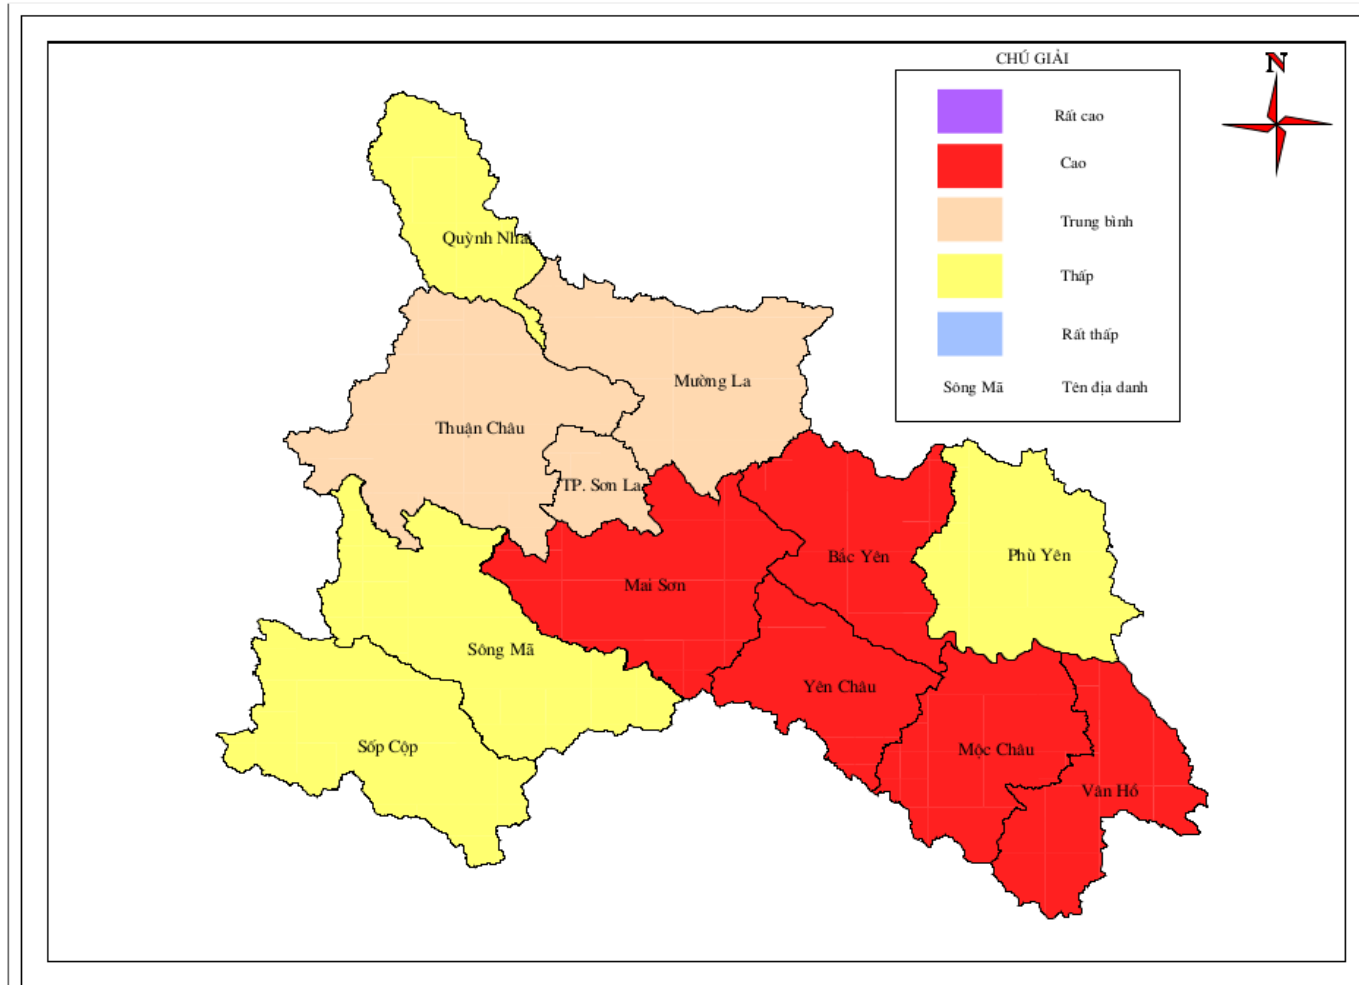 CHÚ GIẢI
N
Rất cao
Cao
Trung bình
Thấp
Rất thấp
Sông Mã Tên địa danh
Quỳnh Nhai
Mường La
Thuận Châu
TP. Sơn La
Bắc Yên
Phù Yên
Mai Sơn
Sông Mã
Yên Châu
Sốp Cộp
Mộc Châu
Vân Hồ